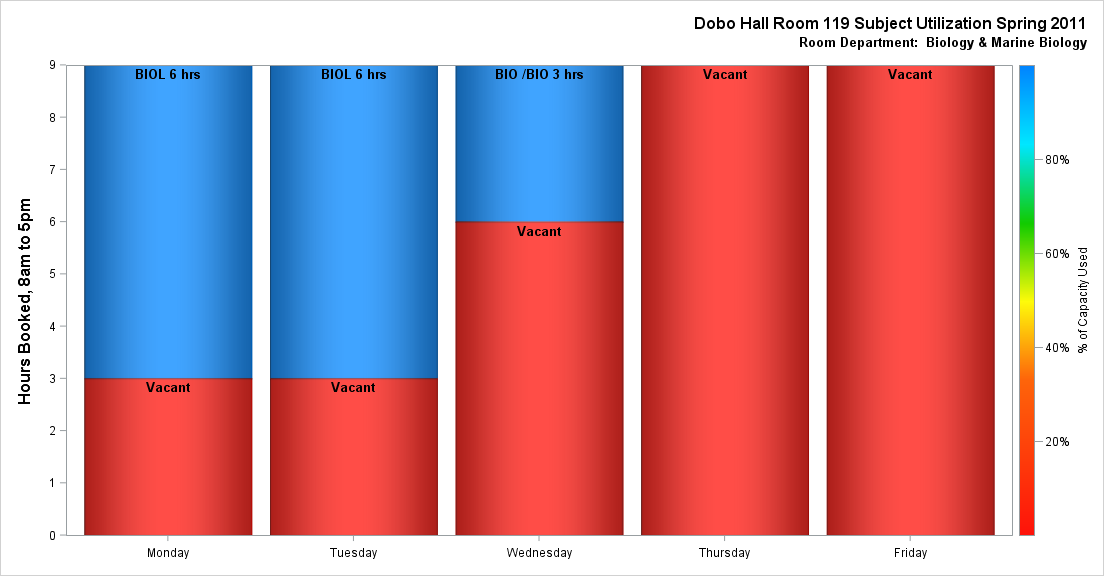 Dobo Hall Room 119 Subject Utilization Spring 2011
Room Department:  Biology & Marine Biology
Hours Booked, 8am to 5pm
9
8
7
6
5
4
3
2
1
0
BIOL 6 hrs
Vacant
BIOL 6 hrs
Vacant
BIO /BIO 3 hrs
Vacant
Vacant
Vacant
Monday
Tuesday
Wednesday
Thursday
Friday
80%
60%
40%
20%
% of Capacity Used